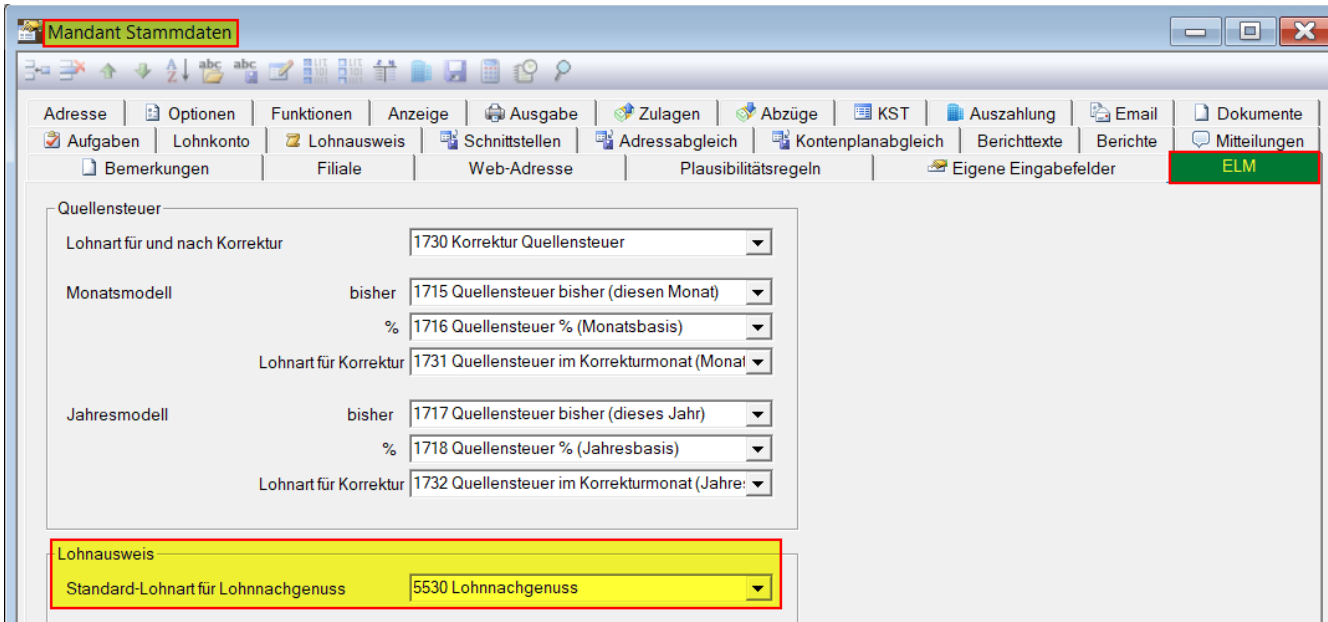 Mandant Stammdaten
Adresse Optionen Funktionen Anzeige Ausgabe Zulagen Abzüge KST Auszahlung Email Dokumente
Aufgaben Lohnkonto Lohnausweis Schnittstellen Adressabgleich Kontenplanabgleich Berichttexte Berichte Mitteilungen
Bemerkungen Filiale Web-Adresse Plausibilitätsregeln Eigene Eingabefelder ELM
Quellensteuer
Lohnart für und nach Korrektur 1730 Korrektur Quellensteuer
Monatsmodell bisher 1715 Quellensteuer bisher (diesen Monat)
% 1716 Quellensteuer % (Monatsbasis)
Lohnart für Korrektur 1731 Quellensteuer im Korrekturmonat (Monat
Jahresmodell bisher 1717 Quellensteuer bisher (dieses Jahr)
% 1718 Quellensteuer % (Jahresbasis)
Lohnart für Korrektur 1732 Quellensteuer im Korrekturmonat (Jahre
Lohnausweis
Standard-Lohnart für Lohnnachgenuss 5530 Lohnnachgenuss